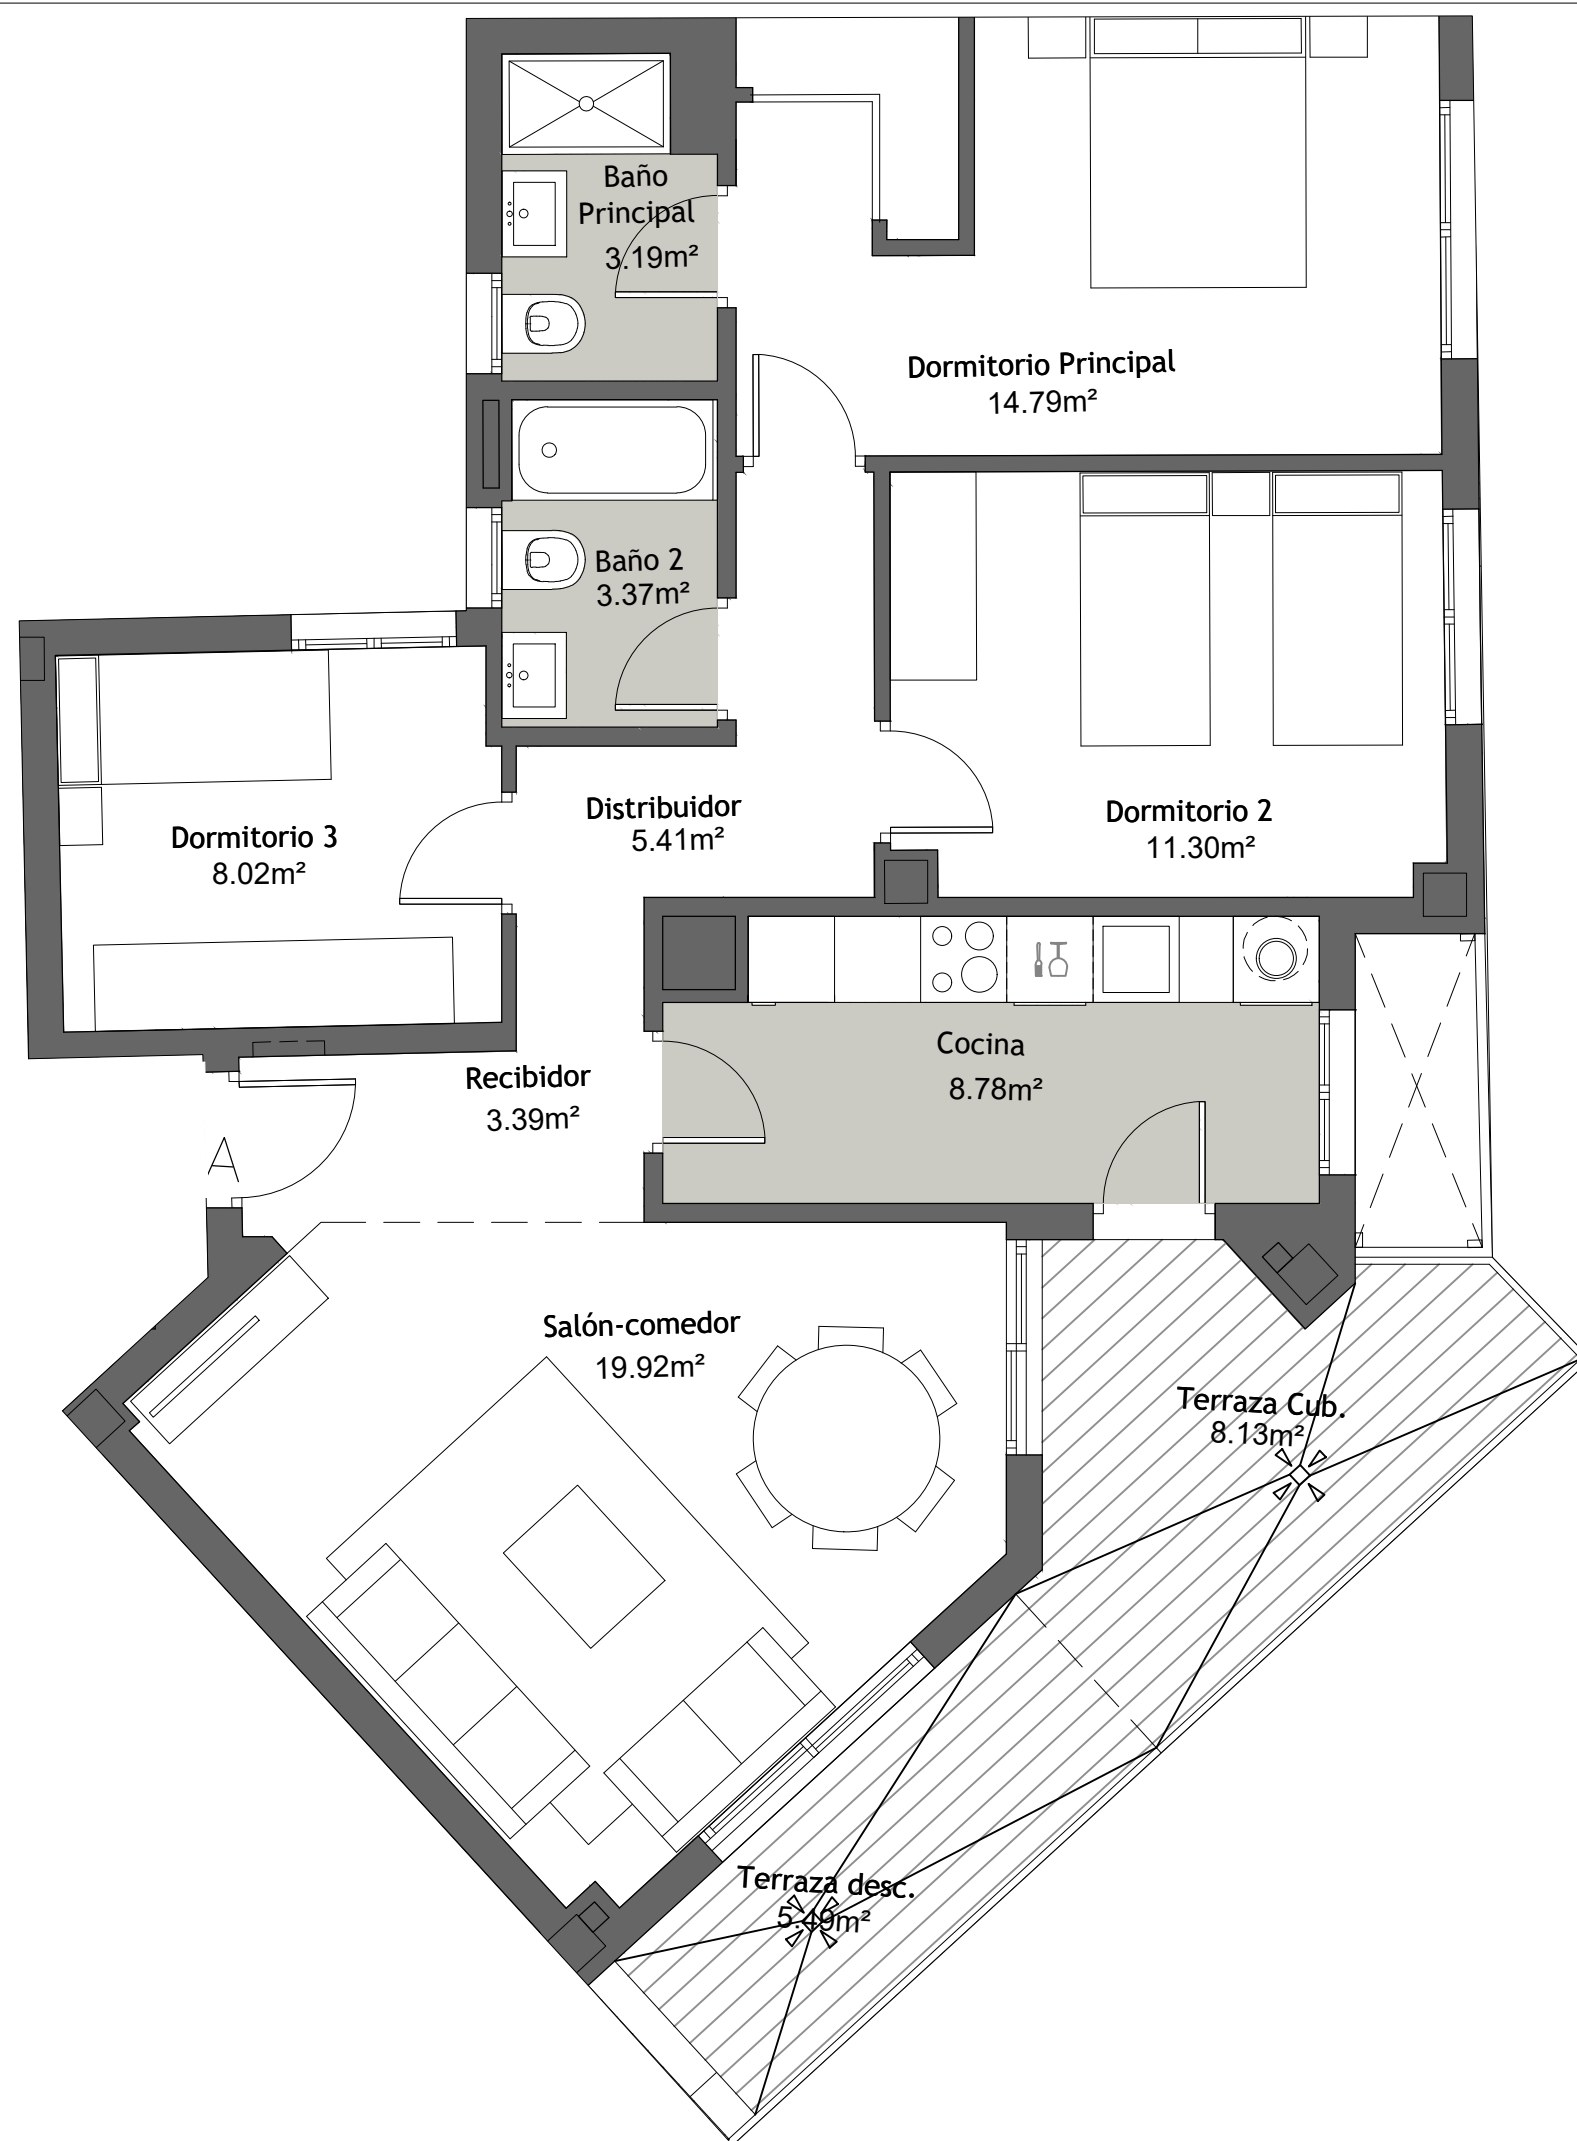 Baño
Principal
3.19m²
Dormitorio Principal
14.79m²
Baño 2
3.37m²
Dormitorio 3
8.02m²
Distribuidor
5.41m²
Dormitorio 2
11.30m²
Cocina
8.78m²
Recibidor
3.39m²
A
Salón-comedor
19.92m²
Terraza Cub.
8.13m²
Terraza desc.
5.49m²